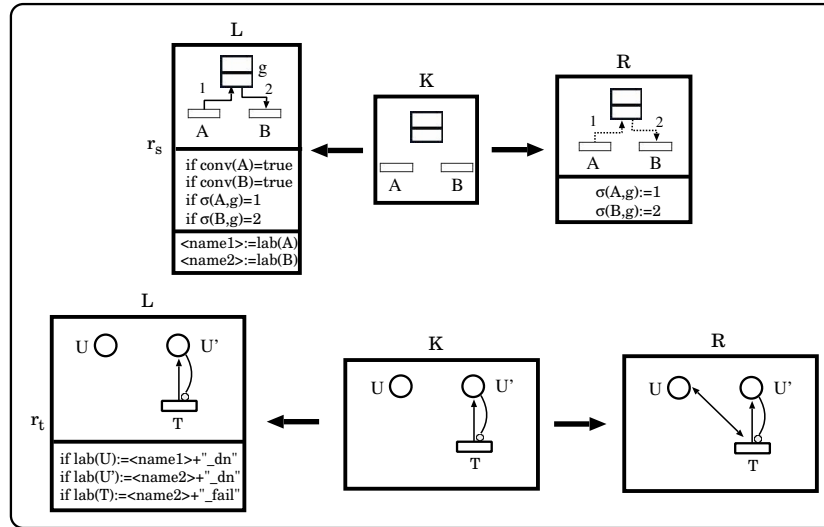 L
g
1
2
A
B
r_s
if conv(A)=true
if conv(B)=true
if σ(A,g)=1
if σ(B,g)=2
<name1>:=lab(A)
<name2>:=lab(B)
K
A
B
R
1
2
A
B
σ(A,g):=1
σ(B,g):=2
L
U
U'
T
r_t
if lab(U):=<name1>+"_dn"
if lab(U'):=<name2>+"_dn"
if lab(T):=<name2>+"_fail"
K
U
U'
T
R
U
U'
T